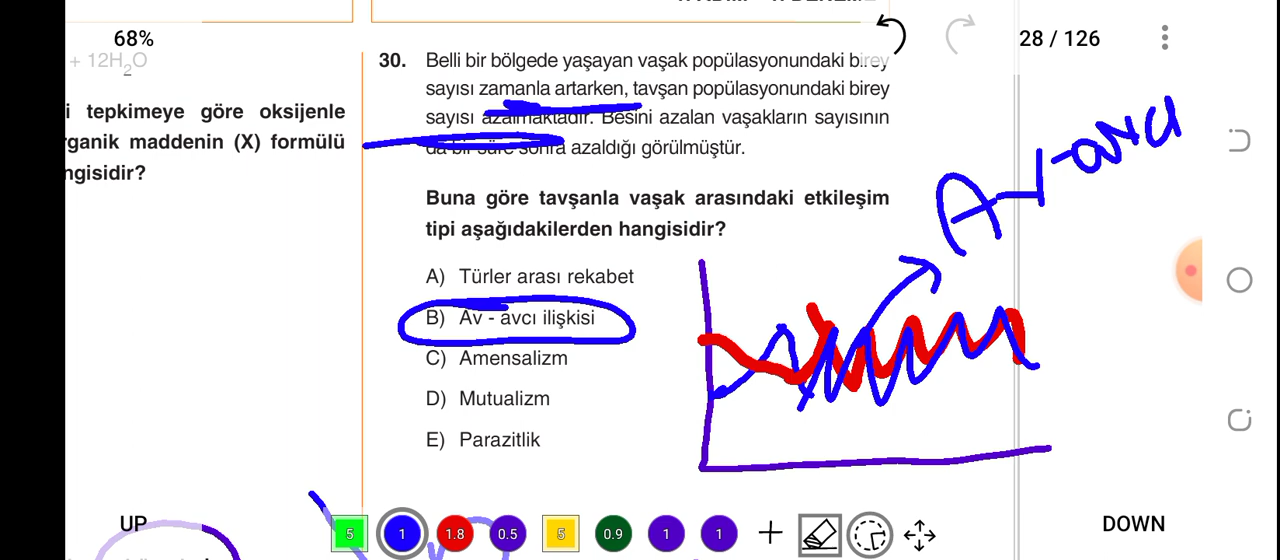 68%
28 / 126
+ 12H₂O
i tepkimeye göre oksijenle
rganik maddenin (X) formülü
ngisidir?
30. Belli bir bölgede yaşayan vaşak popülasyonundaki birey
sayısı zamanla artarken, tavşan popülasyonundaki birey
sayısı azalmaktadır. Besini azalan vaşakların sayısının
da bir süre sonra azaldığı görülmüştür.
Buna göre tavşanla vaşak arasındaki etkileşim
tipi aşağıdakilerden hangisidir?
A) Türler arası rekabet
B) Av - avcı ilişkisi
C) Amensalizm
D) Mutualizm
E) Parazitlik
Av-avcı
UP
DOWN
5 1 1.8 0.5 5 0.9 1 1